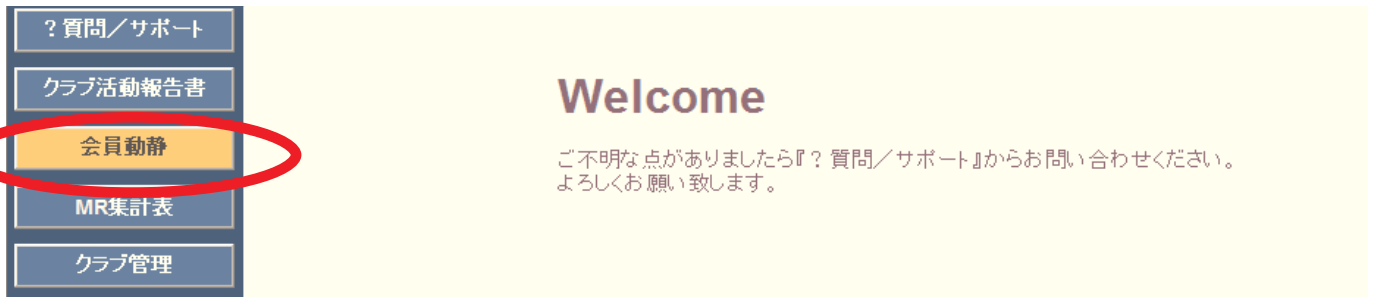 ?質問／サポート
クラブ活動報告書
会員動静
MR集計表
クラブ管理
Welcome
ご不明な点がありましたら『?質問／サポート』からお問い合わせください。
よろしくお願い致します。